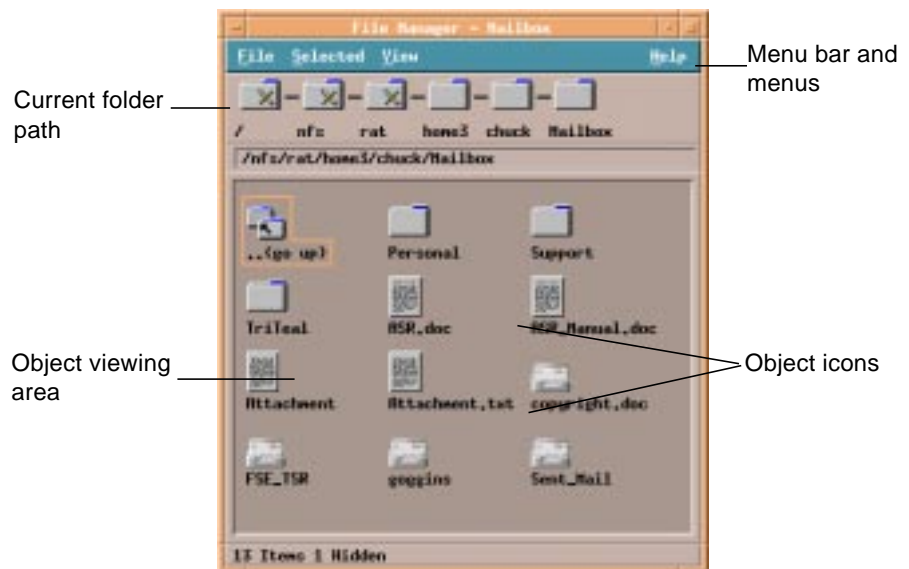 File Manager - Mailbox
File Selected View Help
Menu bar and
menus
Current folder
path
/ nfs rat home3 chuck Mailbox
/nfs/rat/home3/chuck/Mailbox
..(go up) Personal Support
TriTeal ASR.doc ASR_Manual.doc
Object viewing
area
Object icons
Attachment Attachment.txt copyright.doc
FSE_TSR goggins Sent_Mail
13 Items 1 Hidden